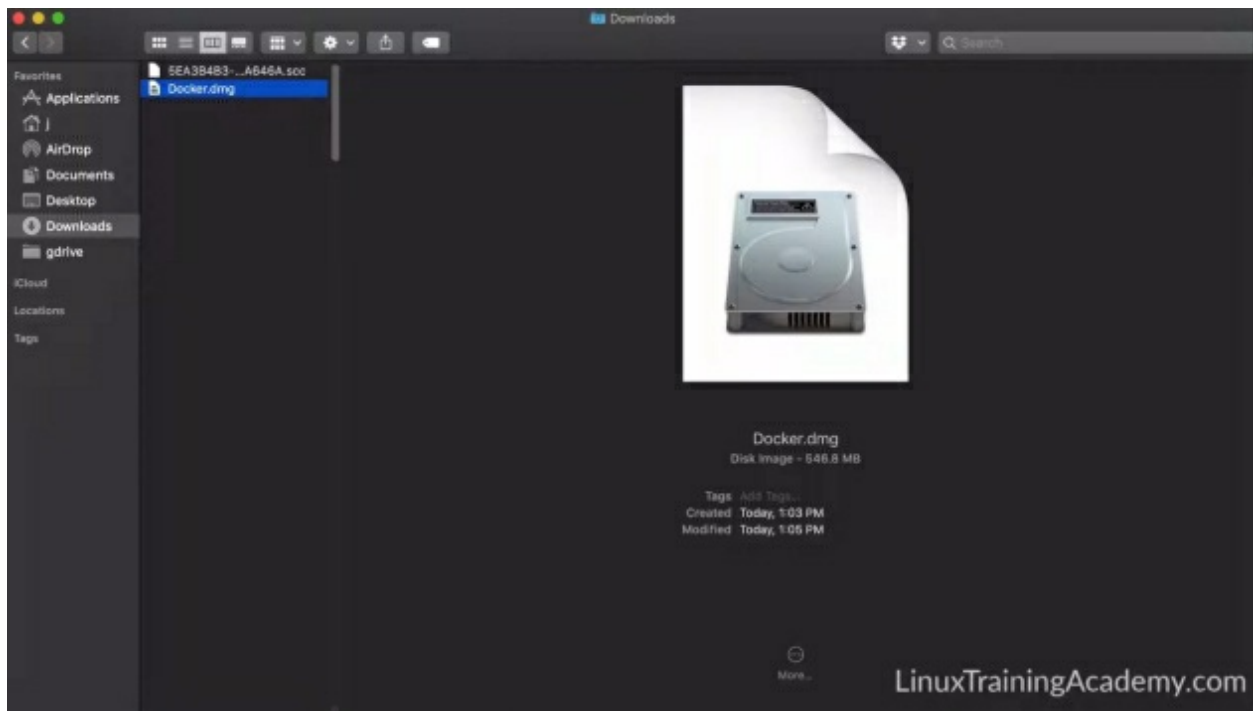 Downloads
Search
Favorites
Applications
j
AirDrop
Documents
Desktop
Downloads
gdrive
iCloud
Locations
Tags
5EA3B4B3-...A646A.scc
Docker.dmg
Docker.dmg
Disk Image - 546.8 MB
Tags Add Tags...
Created Today, 1:03 PM
Modified Today, 1:05 PM
More...
LinuxTrainingAcademy.com